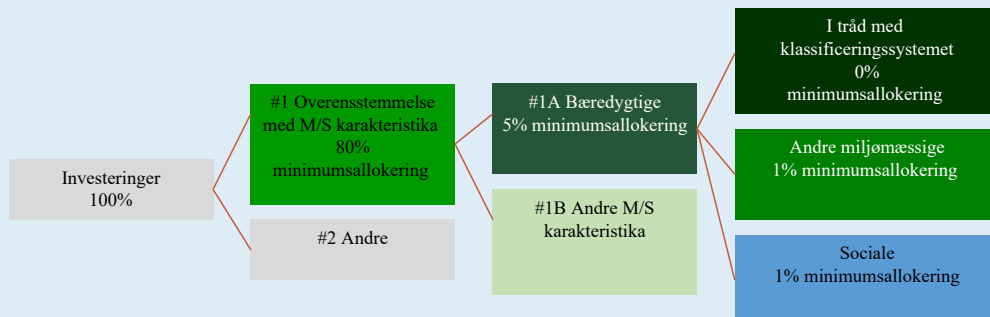 Investeringer
100%
#1 Overensstemmelse
med M/S karakteristika
80%
minimumsallokering
#2 Andre
#1A Bæredygtige
5% minimumsallokering
#1B Andre M/S
karakteristika
I tråd med
klassificeringssystemet
0%
minimumsallokering
Andre miljømæssige
1% minimumsallokering
Sociale
1% minimumsallokering